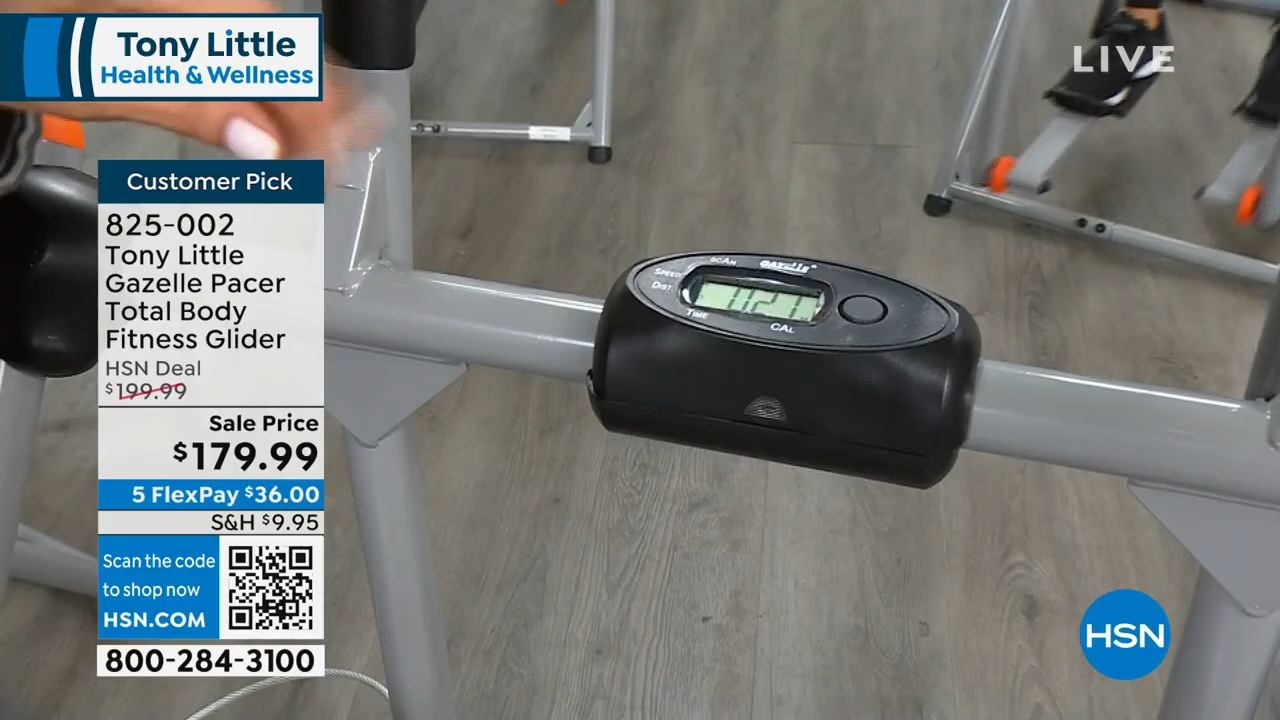 Tony Little
Health & Wellness
LIVE
Customer Pick
825-002
Tony Little
Gazelle Pacer
Total Body
Fitness Glider
HSN Deal
$199.99
Sale Price
$179.99
5 FlexPay $36.00
S&H $9.95
Scan the code
to shop now
HSN.COM
800-284-3100
SCAN
GAZELLE
SPEED
DIST.
TIME
CAL
HSN